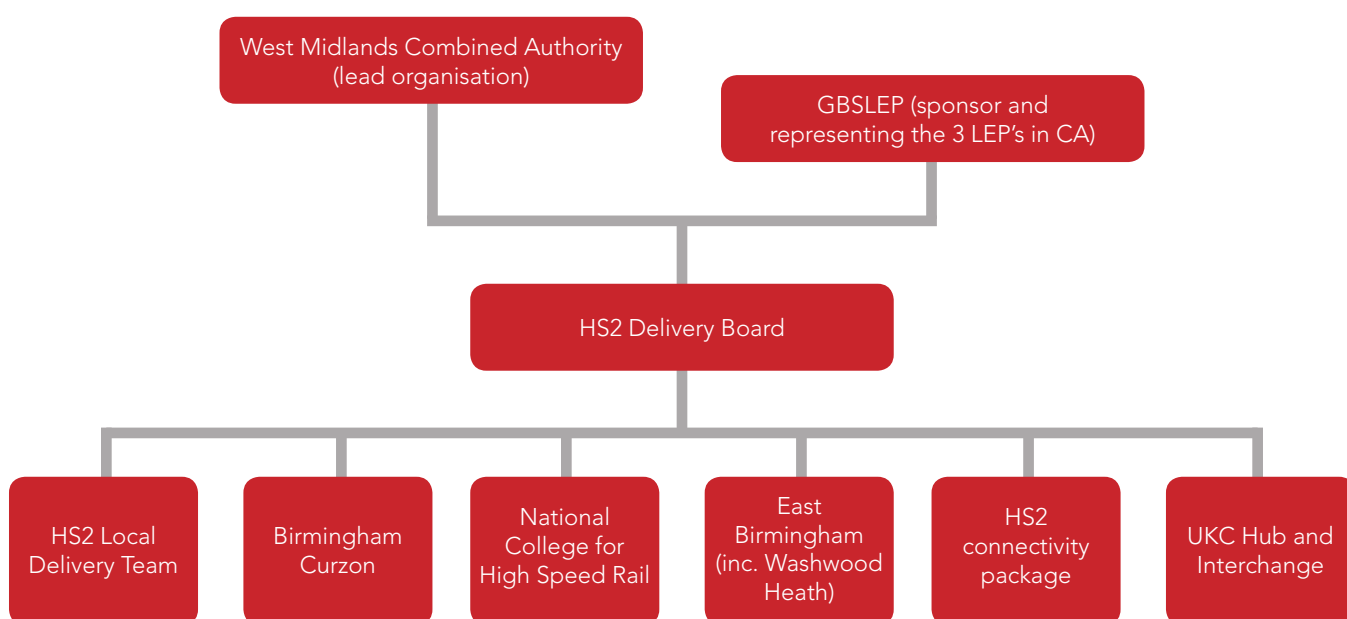 West Midlands Combined Authority
(lead organisation)
GBSLEP (sponsor and
representing the 3 LEP’s in CA)
HS2 Delivery Board
HS2 Local
Delivery Team
Birmingham
Curzon
National
College for
High Speed Rail
East
Birmingham
(inc. Washwood
Heath)
HS2
connectivity
package
UKC Hub and
Interchange